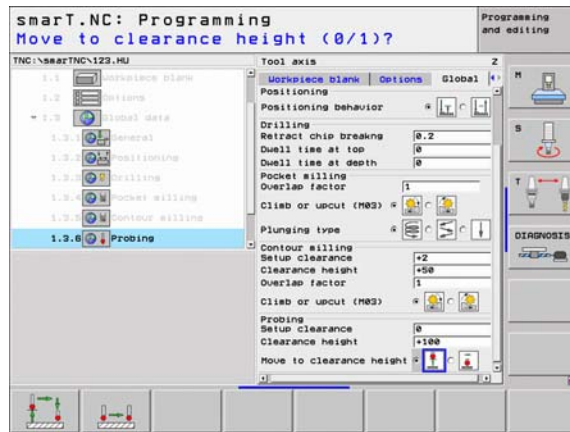 smarT.NC: Programming
Programming and editing
Move to clearance height (0/1)?
TNC:\smarTNC\123.HU
1.1 Workpiece blank
1.2 Options
1.3 Global data
1.3.1 General
1.3.2 Positioning
1.3.3 Drilling
1.3.4 Pocket milling
1.3.5 Contour milling
1.3.6 Probing
Tool axis Z
Workpiece blank Options Global
Positioning
Positioning behavior
Drilling
Retract chip breakng 0.2
Dwell time at top 0
Dwell time at depth 0
Pocket milling
Overlap factor 1
Climb or upcut (M03)
Plunging type
Contour milling
Setup clearance +2
Clearance height +50
Overlap factor 1
Climb or upcut (M03)
Probing
Setup clearance 0
Clearance height +100
Move to clearance height
M
S
T
DIAGNOSIS